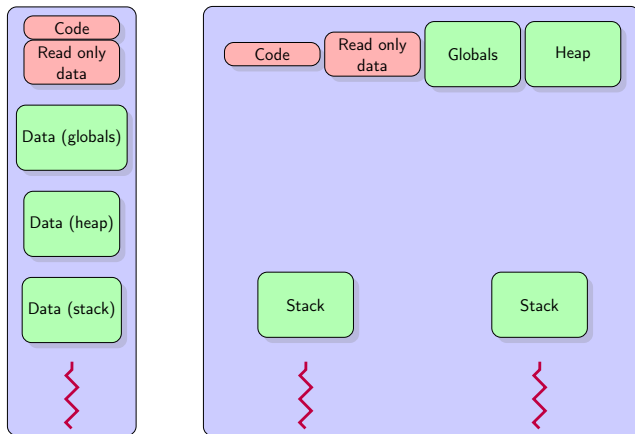 Code
Read only
data
Data (globals)
Data (heap)
Data (stack)
Code
Read only
data
Globals
Heap
Stack
Stack